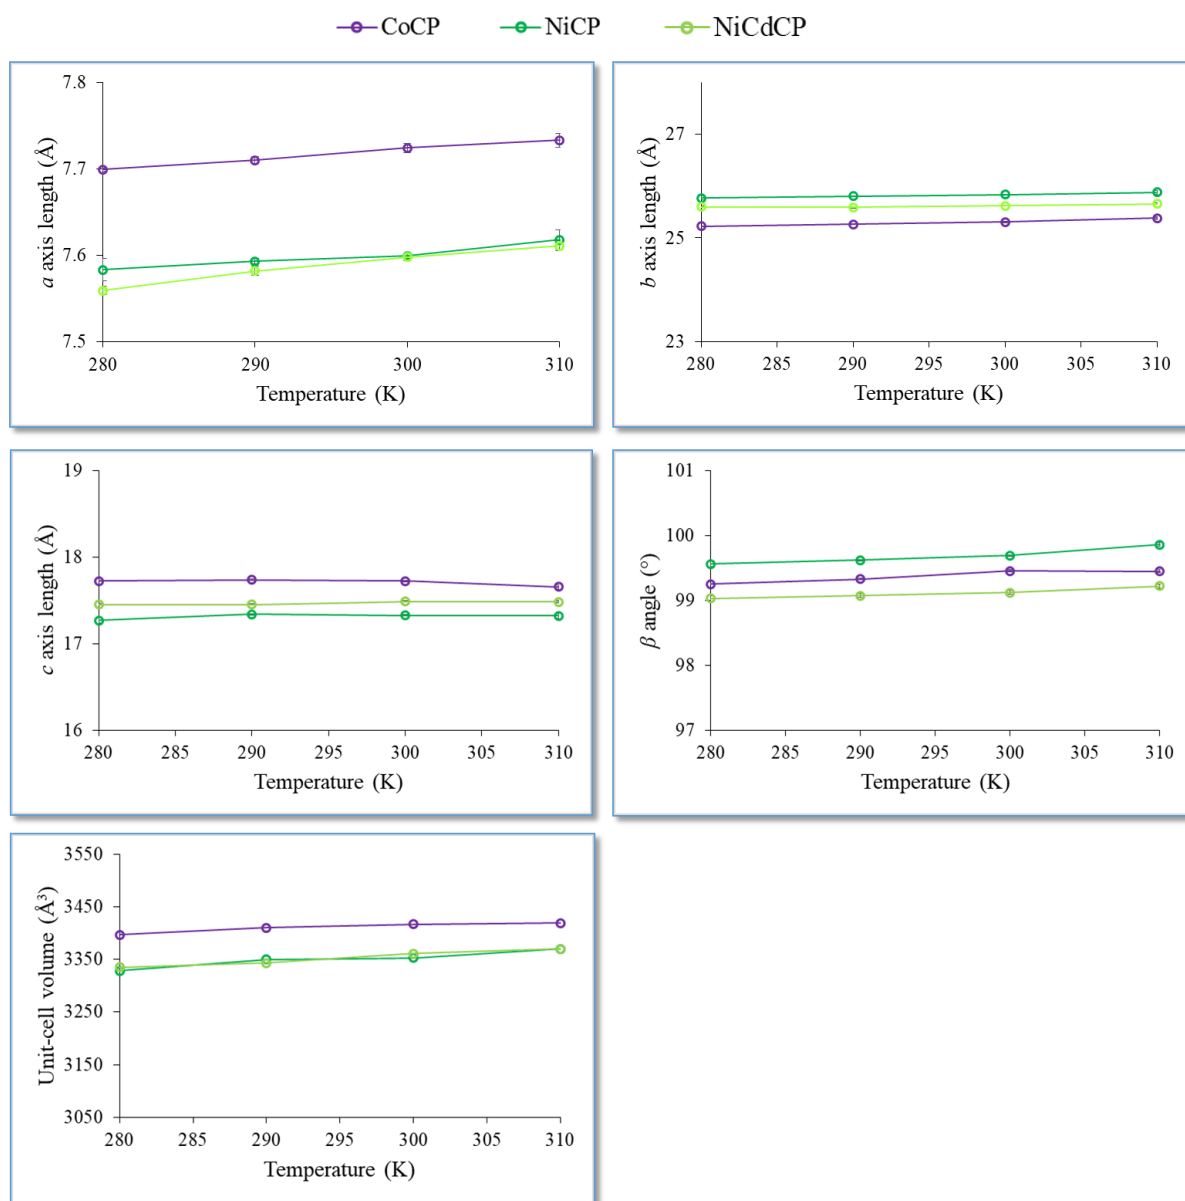 CoCP NiCP NiCdCP
7.8
7.7
7.6
7.5
a axis length (Å)
280 290 300 310
Temperature (K)
27
25
23
b axis length (Å)
280 285 290 295 300 305 310
Temperature (K)
19
18
17
16
c axis length (Å)
280 285 290 295 300 305 310
Temperature (K)
101
100
99
98
97
β angle (°)
280 285 290 295 300 305 310
Temperature (K)
3550
3450
3350
3250
3150
3050
Unit-cell volume (Å³)
280 285 290 295 300 305 310
Temperature (K)